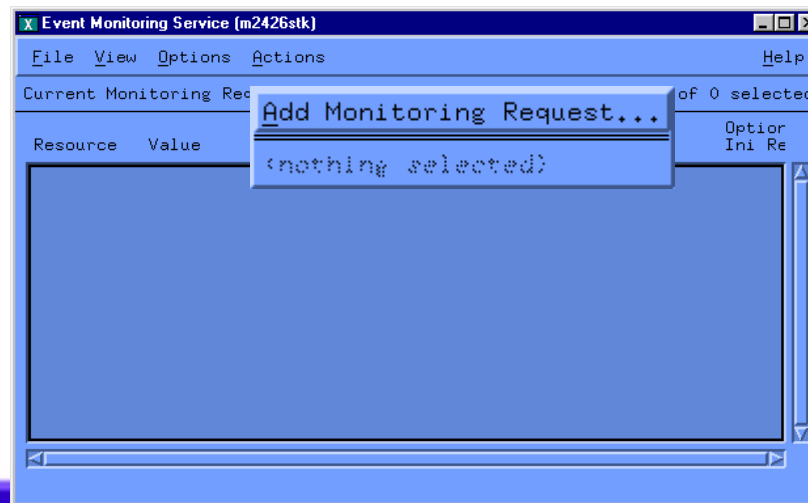 X Event Monitoring Service (m2426stk)
File View Options Actions Help
Current Monitoring of 0 selected
Add Monitoring Request...
Resource Value
(nothing selected)
Option
Ini Re